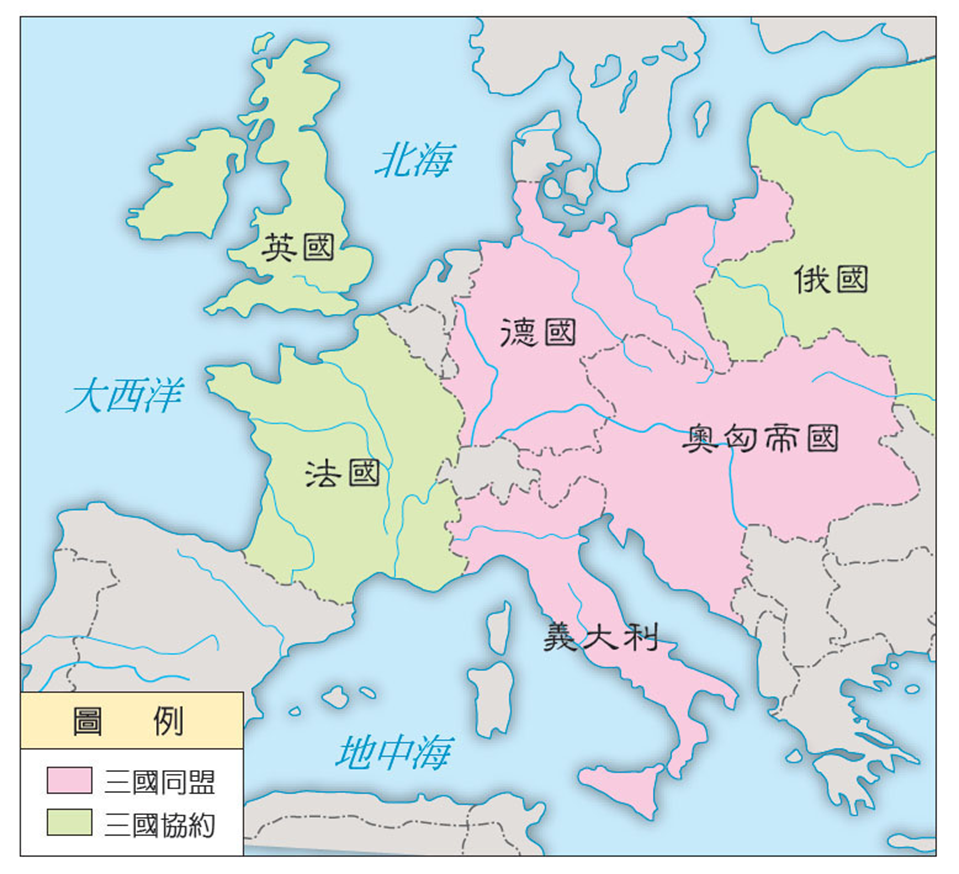 北海
英國
俄國
德國
大西洋
奧匈帝國
法國
義大利
地中海
圖 例
三國同盟
三國協約